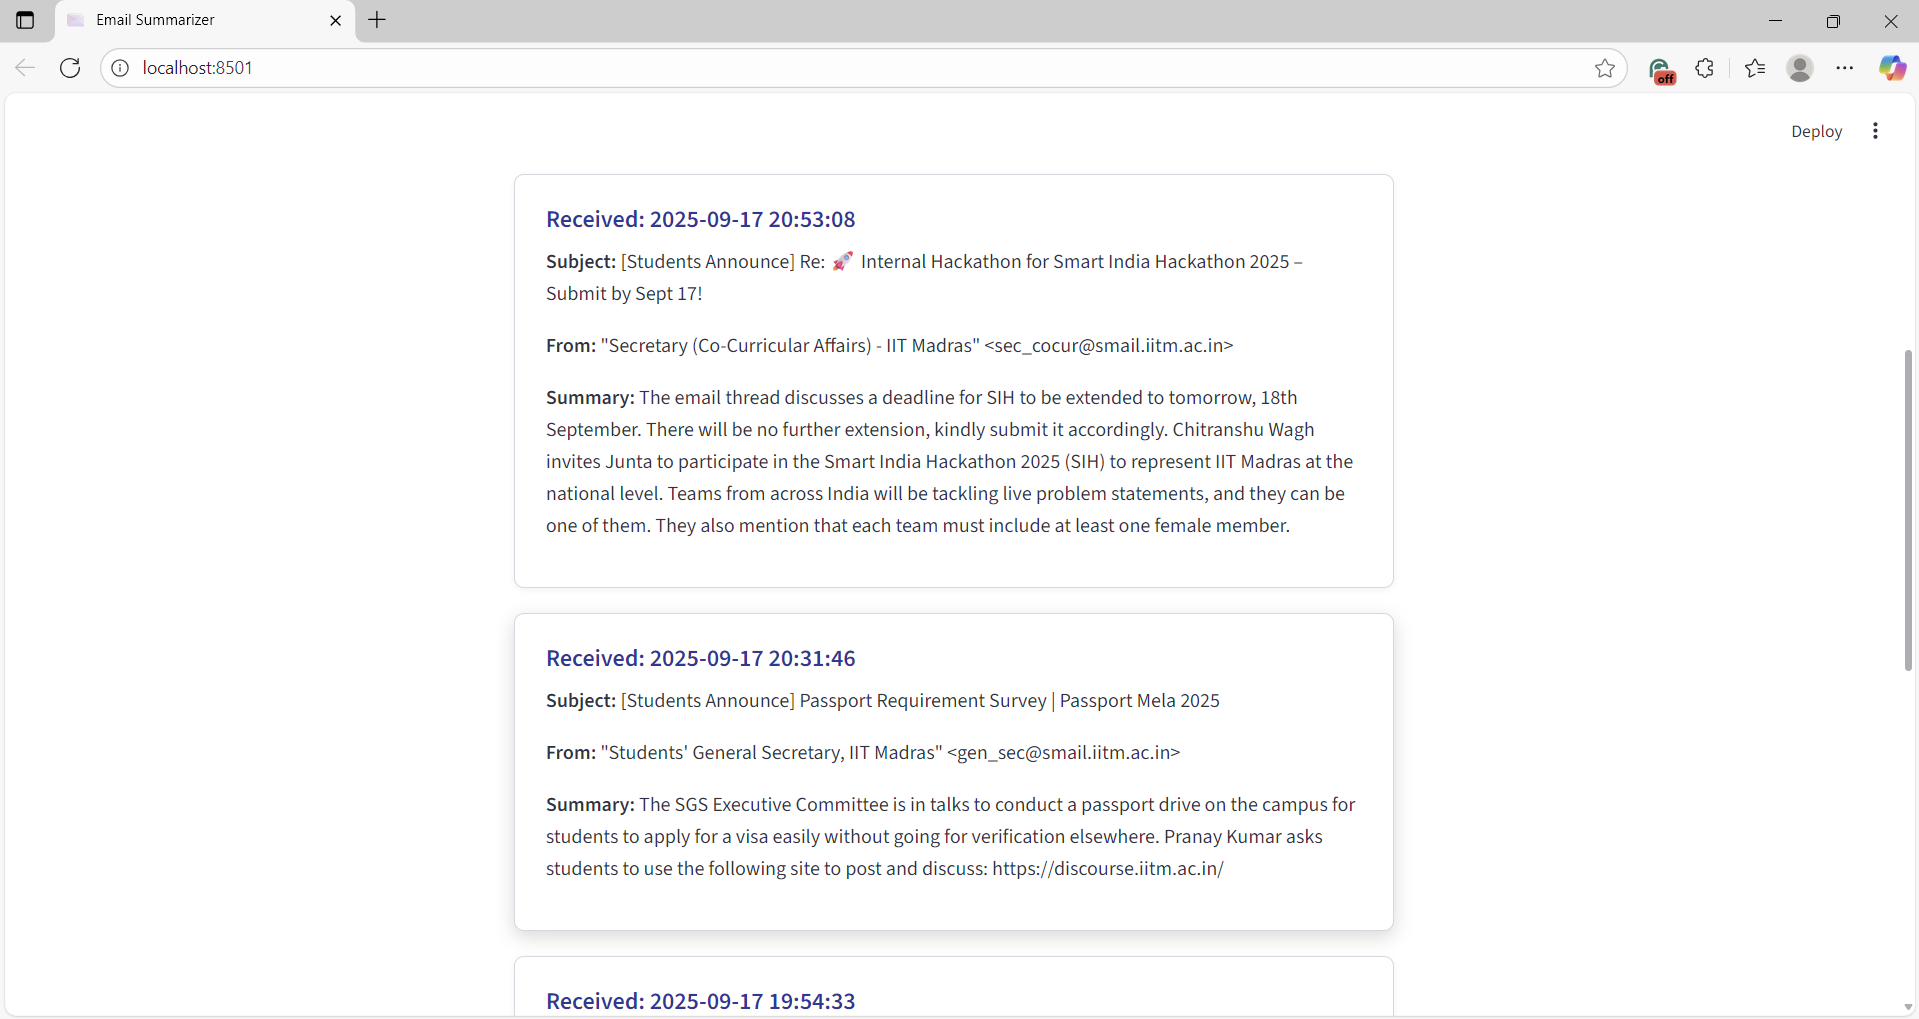 Email Summarizer
localhost:8501
off
Deploy
Received: 2025-09-17 20:53:08
Subject: [Students Announce] Re: 🚀 Internal Hackathon for Smart India Hackathon 2025 –
Submit by Sept 17!
From: "Secretary (Co-Curricular Affairs) - IIT Madras" <sec_cocur@smail.iitm.ac.in>
Summary: The email thread discusses a deadline for SIH to be extended to tomorrow, 18th
September. There will be no further extension, kindly submit it accordingly. Chitranshu Wagh
invites Junta to participate in the Smart India Hackathon 2025 (SIH) to represent IIT Madras at the
national level. Teams from across India will be tackling live problem statements, and they can be
one of them. They also mention that each team must include at least one female member.
Received: 2025-09-17 20:31:46
Subject: [Students Announce] Passport Requirement Survey | Passport Mela 2025
From: "Students' General Secretary, IIT Madras" <gen_sec@smail.iitm.ac.in>
Summary: The SGS Executive Committee is in talks to conduct a passport drive on the campus for
students to apply for a visa easily without going for verification elsewhere. Pranay Kumar asks
students to use the following site to post and discuss: https://discourse.iitm.ac.in/
Received: 2025-09-17 19:54:33